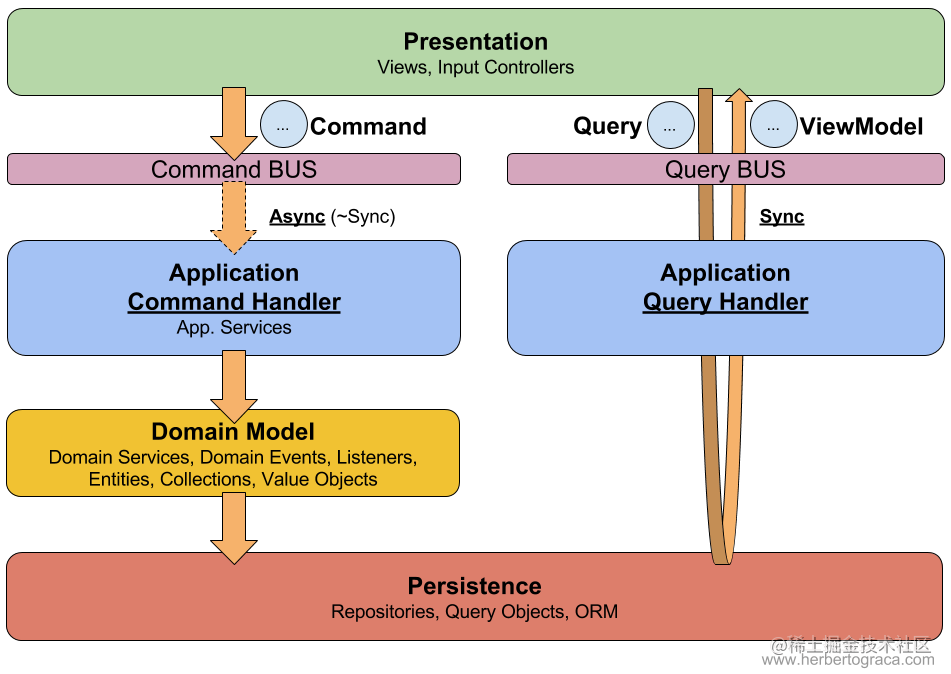 Presentation
Views, Input Controllers
... Command
Query ...
... ViewModel
Command BUS
Query BUS
Async (~Sync)
Sync
Application
Command Handler
App. Services
Application
Query Handler
Domain Model
Domain Services, Domain Events, Listeners,
Entities, Collections, Value Objects
Persistence
Repositories, Query Objects, ORM
@稀土掘金技术社区
www.herbertograca.com